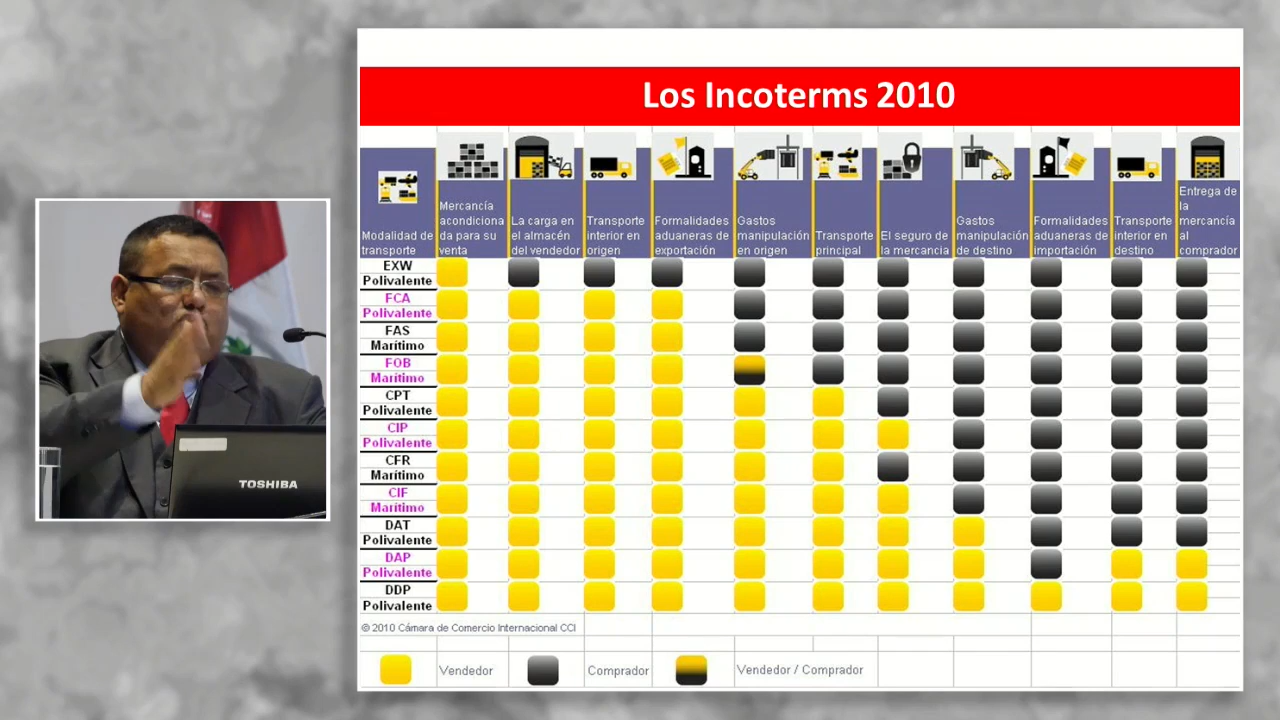 Los Incoterms 2010
Modalidad de
transporte
Mercancía
acondiciona
da para su
venta
La carga en
el almacén
del vendedor
Transporte
interior en
origen
Formalidades
aduaneras de
exportación
Gastos
manipulación
en origen
Transporte
principal
El seguro de
la mercancia
Gastos
manipulación
de destino
Formalidades
aduaneras de
importación
Transporte
interior en
destino
Entrega de
la
mercancía
al
comprador
EXW
Polivalente
FCA
Polivalente
FAS
Marítimo
FOB
Marítimo
CPT
Polivalente
CIP
Polivalente
CFR
Marítimo
CIF
Marítimo
DAT
Polivalente
DAP
Polivalente
DDP
Polivalente
© 2010 Cámara de Comercio Internacional CCI
Vendedor
Comprador
Vendedor / Comprador
TOSHIBA